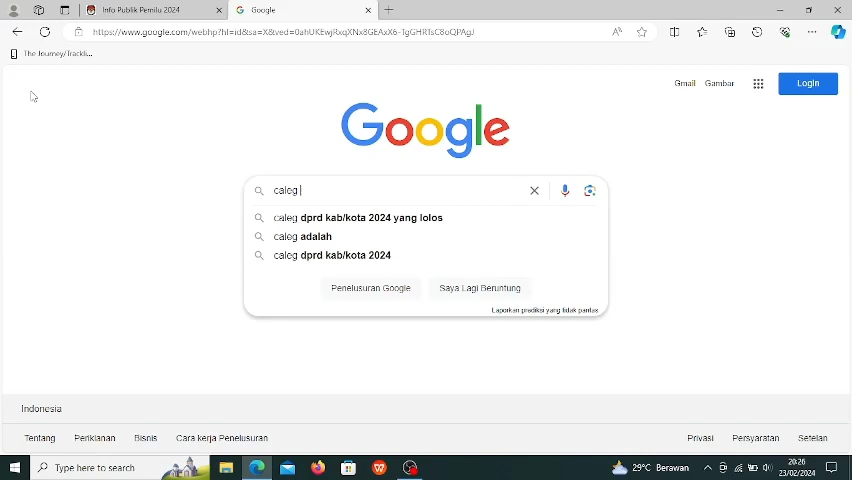 Info Publik Pemilu 2024
Google
https://www.google.com/webhp?hl=id&sa=X&ved=0ahUKEwjRxqXNx8GEAxX6-TgGHRTsC8oQPAgJ
The Journey/Trackli...
Gmail
Gambar
Login
Google
caleg
caleg dprd kab/kota 2024 yang lolos
caleg adalah
caleg dprd kab/kota 2024
Penelusuran Google
Saya Lagi Beruntung
Laporkan prediksi yang tidak pantas
Indonesia
Tentang
Periklanan
Bisnis
Cara kerja Penelusuran
Privasi
Persyaratan
Setelan
Type here to search
29°C Berawan
20:26
23/02/2024